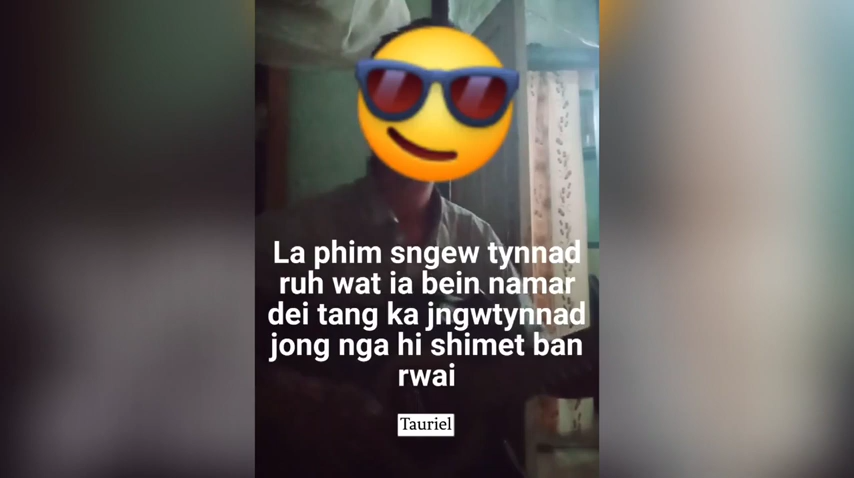 La phim sngew tynnad
ruh wat ia bein namar
dei tang ka jngwtynnad
jong nga hi shimet ban
rwai
Tauriel